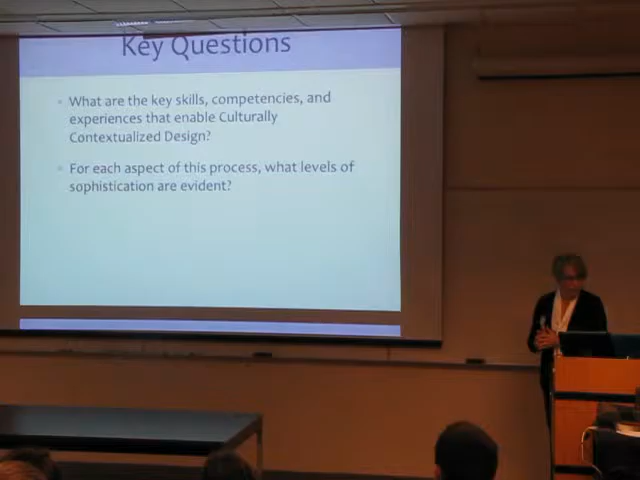 Key Questions
What are the key skills, competencies, and
experiences that enable Culturally
Contextualized Design?
For each aspect of this process, what levels of
sophistication are evident?